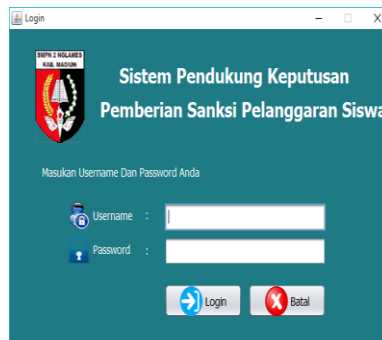 Login
SMPN 2 NGLAMES
KAB. MADIUN
Sistem Pendukung Keputusan
Pemberian Sanksi Pelanggaran Siswa
Masukan Username Dan Password Anda
Username :
Password :
Login
Batal